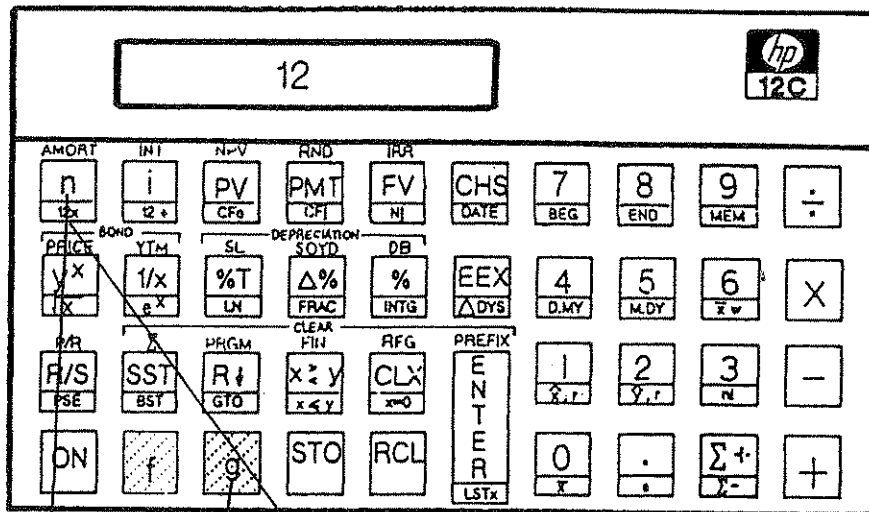 12
hp
12C
AMORT INT NPV RND IRR
n i PV PMT FV CHS 7 8 9 ÷
12x 12÷ CFo CFj Nj DATE BEG END MEM
BOND DEPRECIATION
PRICE YTM SL SOYD DB
yˣ 1/x %T Δ% % EEX 4 5 6 X
eˣ LN FRAC INTG ΔDYS D.MY M.DY x̄ w
CLEAR
P/R Σ PRGM FIN RFG PREFIX
R/S SST R↓ x≷y CLX ENTER 1 2 3 −
PSE BST GTO x≤y x=0 x̂,r ŷ,r n!
ON f g STO RCL 0 . Σ+ +
LSTx x̄ Σ-